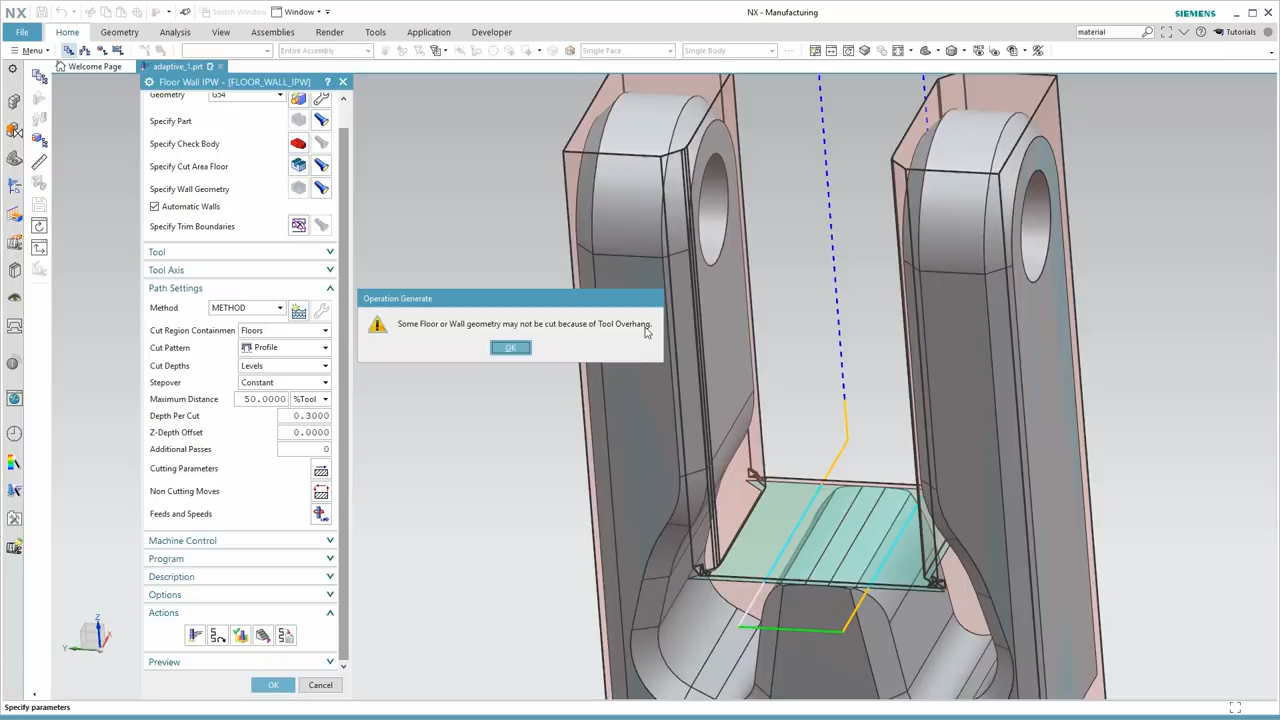 NX
Switch Window
Window
NX - Manufacturing
SIEMENS
File
Home
Geometry
Analysis
View
Assemblies
Render
Tools
Application
Developer
material
Tutorials
Menu
Entire Assembly
Single Face
Single Body
Welcome Page
adaptive_1.prt
Floor Wall IPW - [FLOOR_WALL_IPW]
?
Geometry
G54
Specify Part
Specify Check Body
Specify Cut Area Floor
Specify Wall Geometry
Automatic Walls
Specify Trim Boundaries
Tool
Tool Axis
Path Settings
Method
METHOD
Cut Region Containmen
Floors
Cut Pattern
Profile
Cut Depths
Levels
Stepover
Constant
Maximum Distance
50.0000
%Tool
Depth Per Cut
0.3000
Z-Depth Offset
0.0000
Additional Passes
0
Cutting Parameters
Non Cutting Moves
Feeds and Speeds
Machine Control
Program
Description
Options
Actions
Preview
OK
Cancel
Operation Generate
Some Floor or Wall geometry may not be cut because of Tool Overhang.
OK
Z
X
Y
Specify parameters